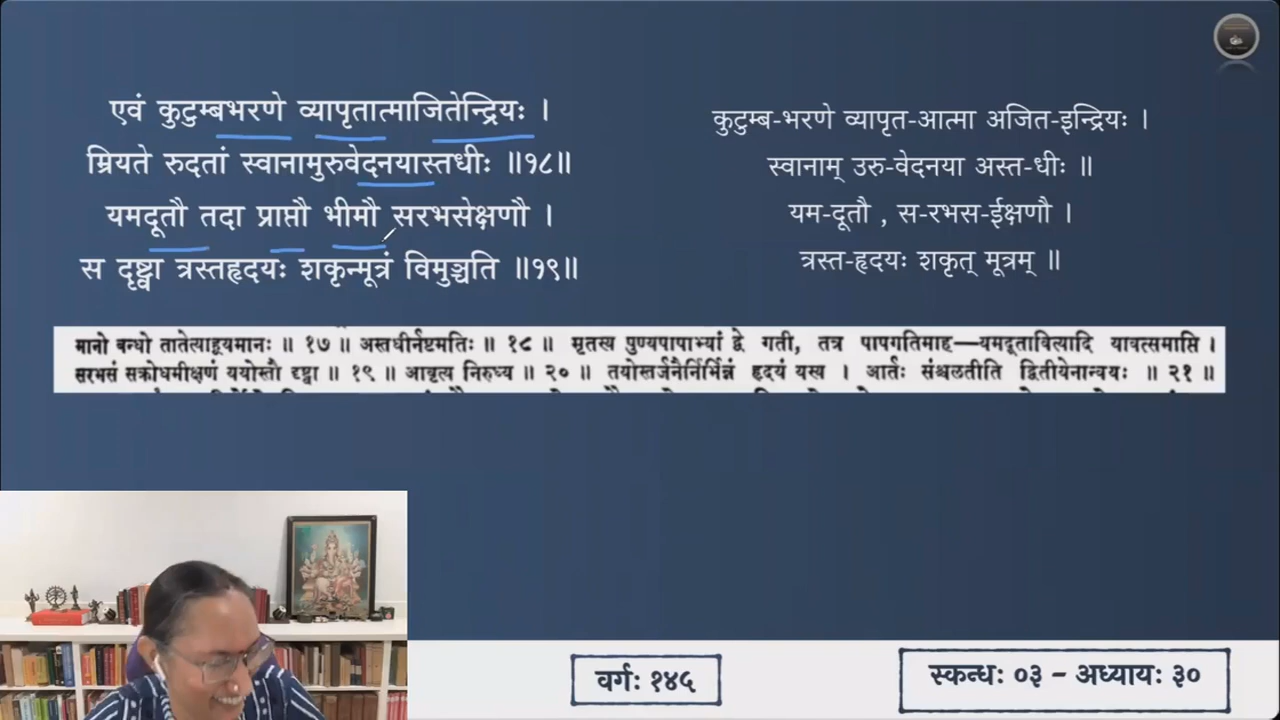 एवं कुटुम्बभरणे व्यापृतात्माजितेन्द्रियः ।
म्रियते रुदतां स्वानामुरुवेदनयास्तधीः ॥१८॥
यमदूतौ तदा प्राप्तौ भीमौ सरभसेक्षणौ ।
स दृष्ट्वा त्रस्तहृदयः शकृन्मूत्रं विमुञ्चति ॥१९॥
कुटुम्ब-भरणे व्यापृत-आत्मा अजित-इन्द्रियः ।
स्वानाम् उरु-वेदनया अस्त-धीः ॥
यम-दूतौ , स-रभस-ईक्षणौ ।
त्रस्त-हृदयः शकृत् मूत्रम् ॥
मानो बन्धो तातेत्याहूयमानः ॥ १७ ॥ अस्तधीर्नष्टमतिः ॥ १८ ॥ मृतस्य पुण्यपापाभ्यां द्वे गती, तत्र पापगतिमाह—यमदूतावित्यादि यावत्समाप्ति ।
सरभसं सक्रोधमीक्षणं ययोस्तौ दृष्ट्वा ॥ १९ ॥ आवृत्य निरुध्य ॥ २० ॥ तयोस्तर्जनैर्निर्भिन्नं हृदयं यस्य । आर्तः संश्चलतीति द्वितीयेनान्वयः ॥ २१ ॥
वर्गः १४५
स्कन्धः ०३ - अध्यायः ३०